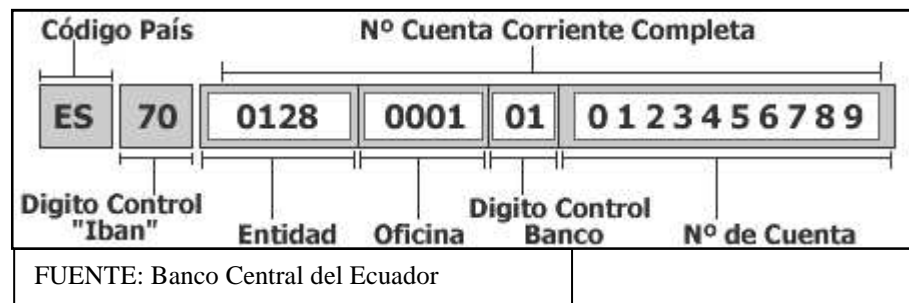 Código País
Nº Cuenta Corriente Completa
ES 70 0128 0001 01 0123456789
Digito Control "Iban"
Entidad
Oficina
Digito Control Banco
Nº de Cuenta
FUENTE: Banco Central del Ecuador